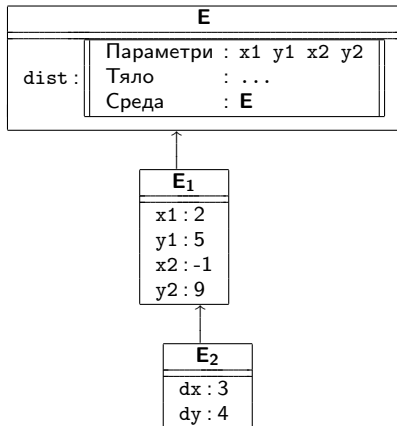 E
dist : Параметри : x1 y1 x2 y2
Тяло : ...
Среда : E
E₁
x1 : 2
y1 : 5
x2 : -1
y2 : 9
E₂
dx : 3
dy : 4